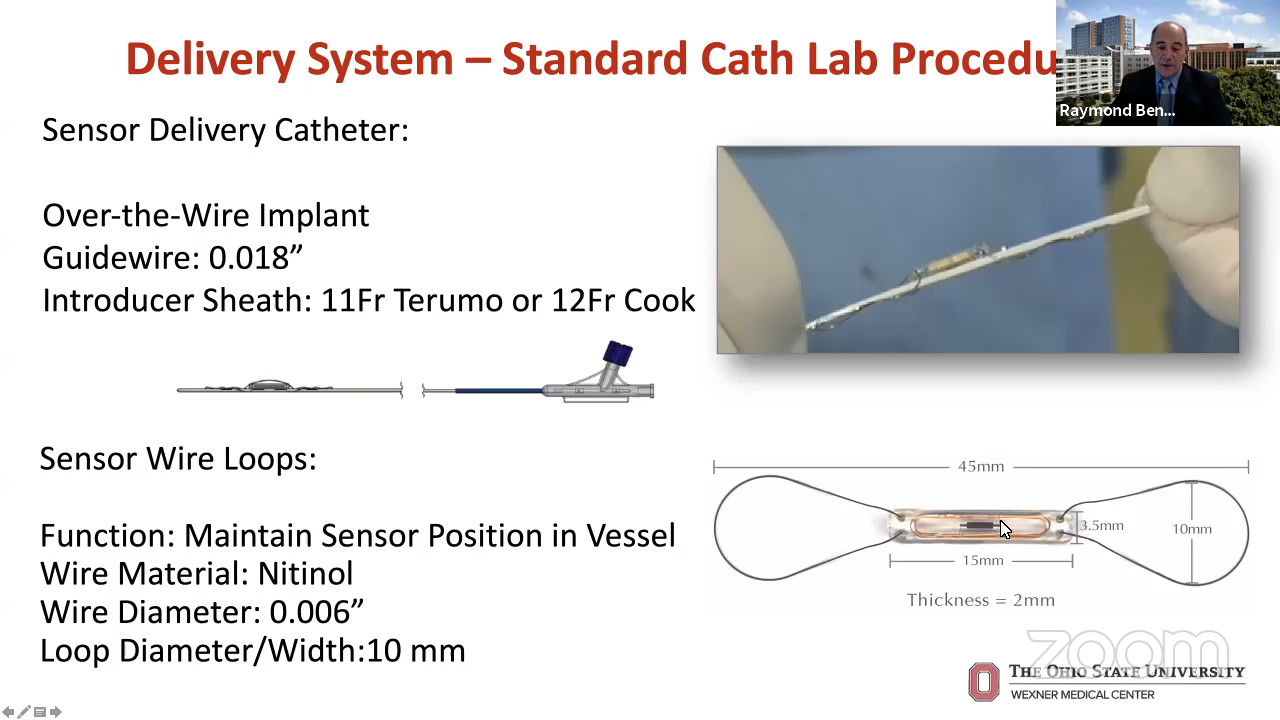 Delivery System – Standard Cath Lab Procedu
Raymond Ben...
Sensor Delivery Catheter:
Over-the-Wire Implant
Guidewire: 0.018”
Introducer Sheath: 11Fr Terumo or 12Fr Cook
Sensor Wire Loops:
Function: Maintain Sensor Position in Vessel
Wire Material: Nitinol
Wire Diameter: 0.006”
Loop Diameter/Width:10 mm
45mm
3.5mm
10mm
15mm
Thickness = 2mm
zoom
THE OHIO STATE UNIVERSITY
WEXNER MEDICAL CENTER